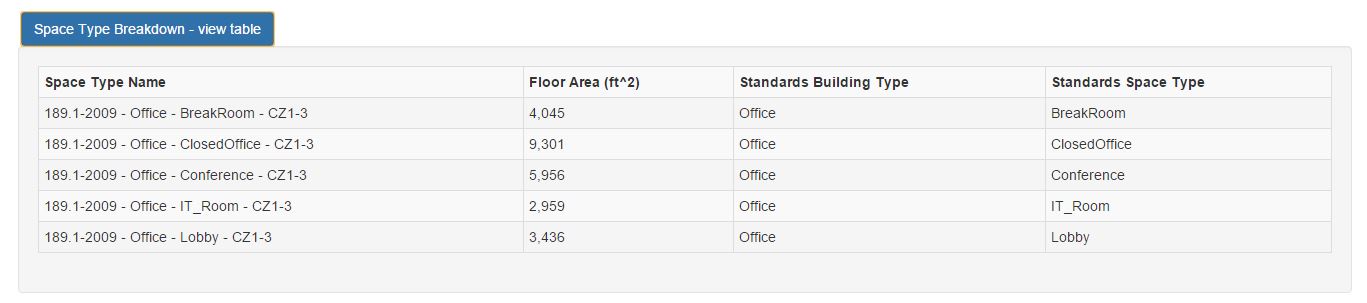 Space Type Breakdown - view table
Space Type Name Floor Area (ft^2) Standards Building Type Standards Space Type
189.1-2009 - Office - BreakRoom - CZ1-3 4,045 Office BreakRoom
189.1-2009 - Office - ClosedOffice - CZ1-3 9,301 Office ClosedOffice
189.1-2009 - Office - Conference - CZ1-3 5,956 Office Conference
189.1-2009 - Office - IT_Room - CZ1-3 2,959 Office IT_Room
189.1-2009 - Office - Lobby - CZ1-3 3,436 Office Lobby